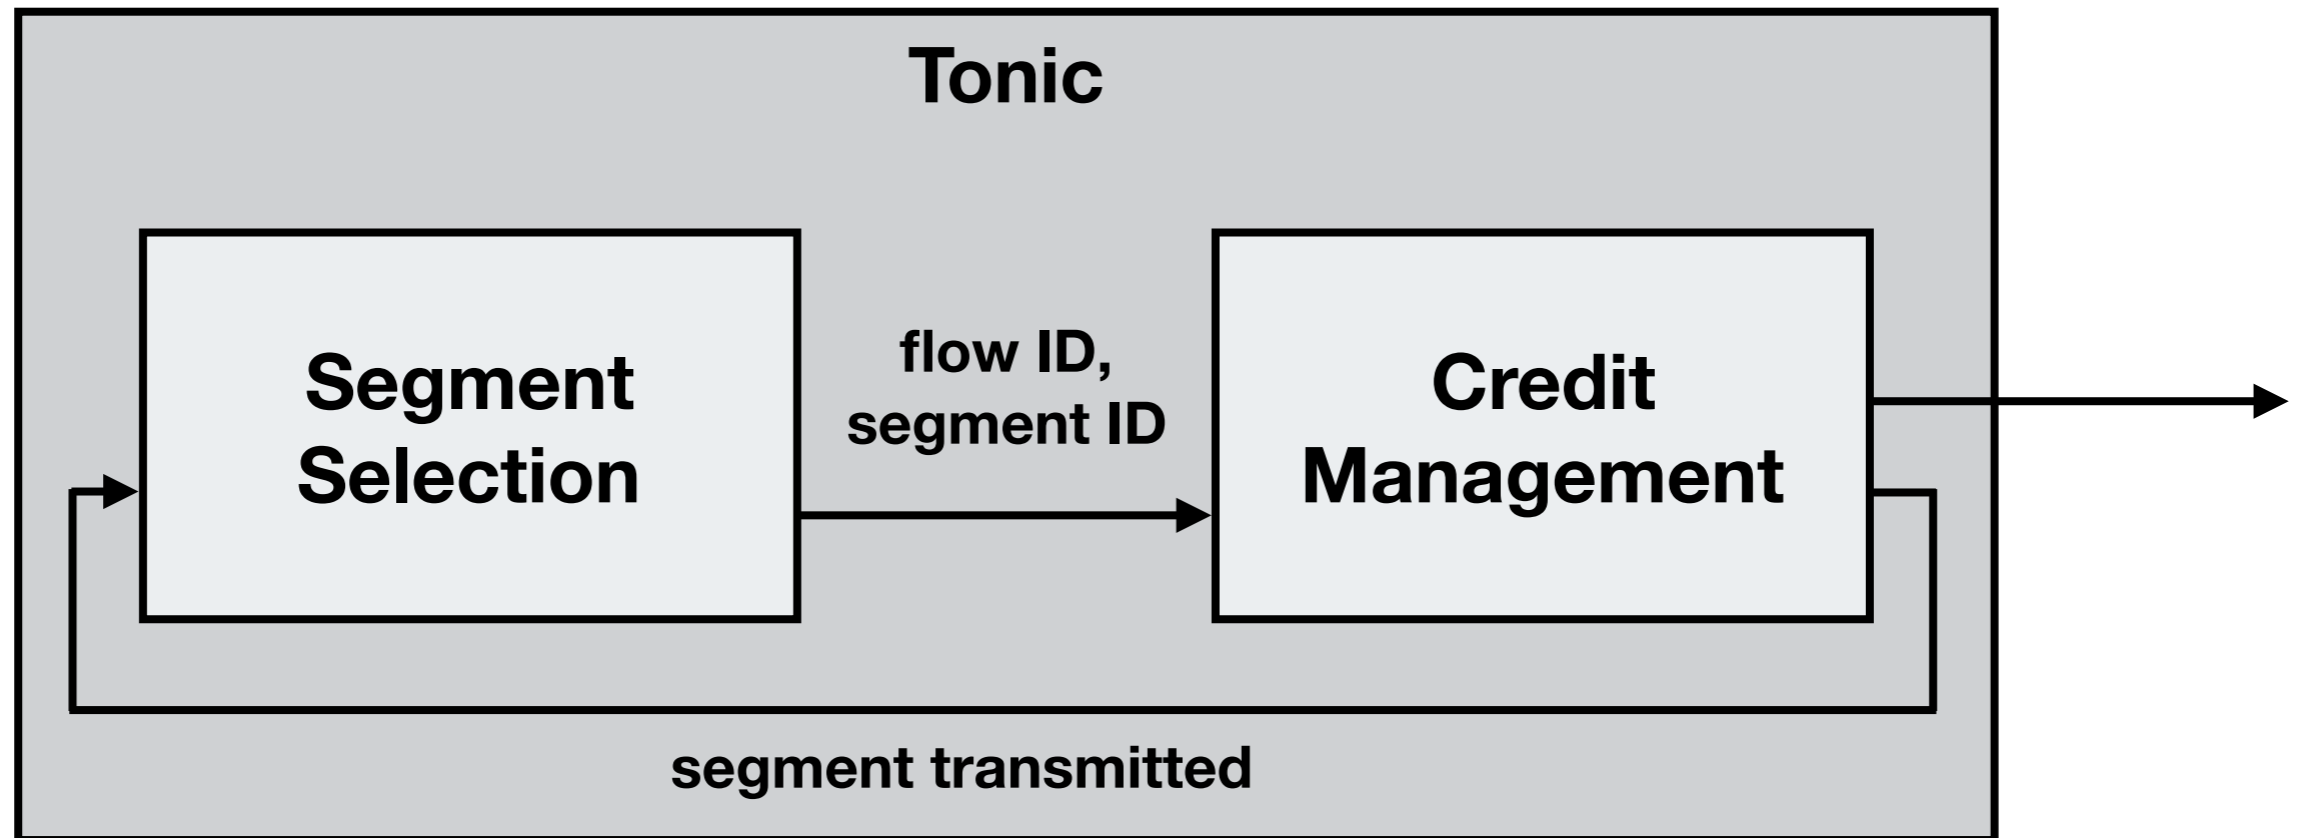 Tonic
Segment
Selection
flow ID,
segment ID
Credit
Management
segment transmitted